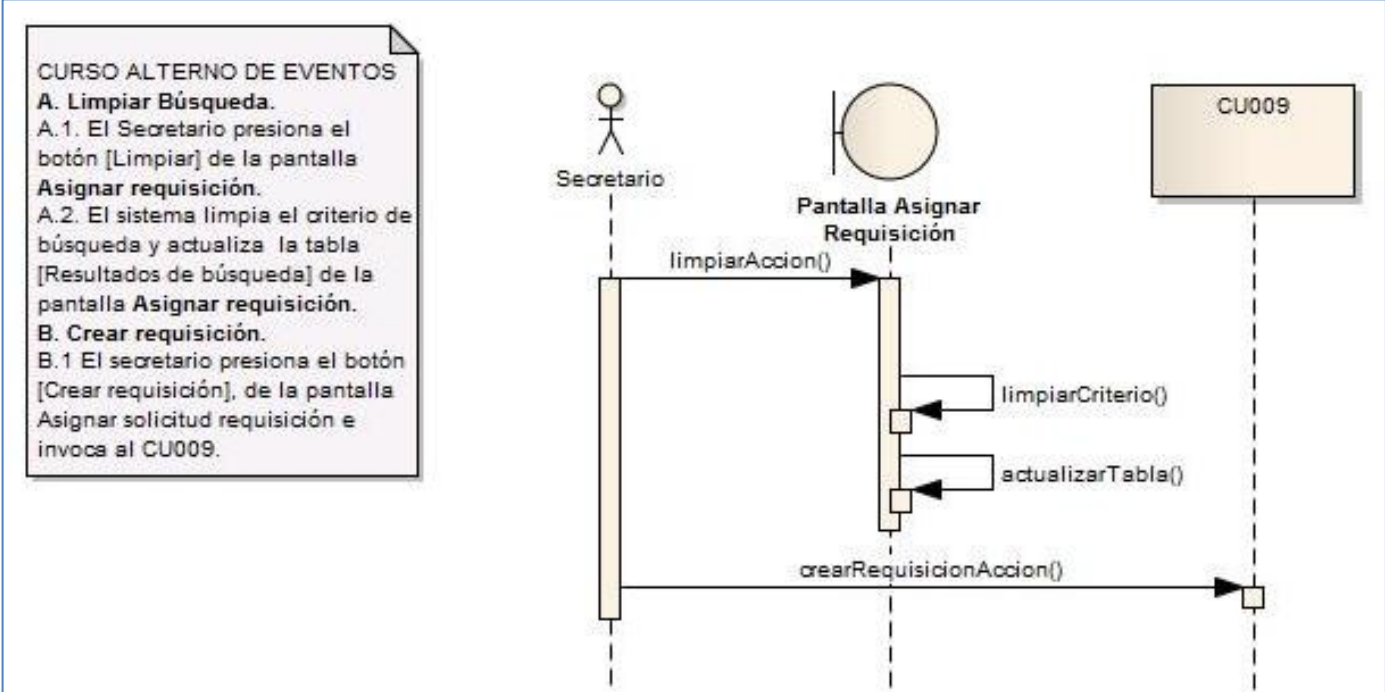 CURSO ALTERNO DE EVENTOS
A. Limpiar Búsqueda.
A.1. El Secretario presiona el
botón [Limpiar] de la pantalla
Asignar requisición.
A.2. El sistema limpia el criterio de
búsqueda y actualiza la tabla
[Resultados de búsqueda] de la
pantalla Asignar requisición.
B. Crear requisición.
B.1 El secretario presiona el botón
[Crear requisición], de la pantalla
Asignar solicitud requisición e
invoca al CU009.
Secretario
Pantalla Asignar
Requisición
CU009
limpiarAccion()
limpiarCriterio()
actualizarTabla()
crearRequisicionAccion()